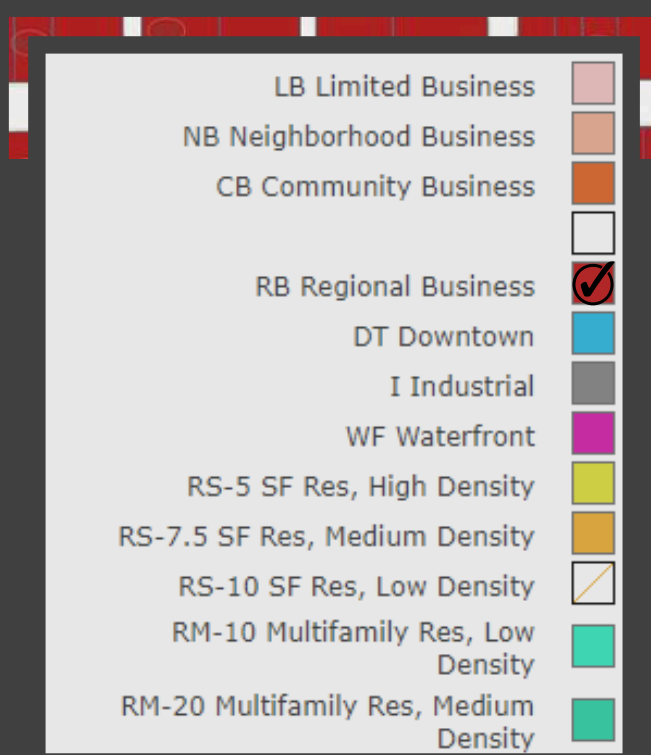 LB Limited Business
NB Neighborhood Business
CB Community Business
RB Regional Business
DT Downtown
I Industrial
WF Waterfront
RS-5 SF Res, High Density
RS-7.5 SF Res, Medium Density
RS-10 SF Res, Low Density
RM-10 Multifamily Res, Low
Density
RM-20 Multifamily Res, Medium
Density